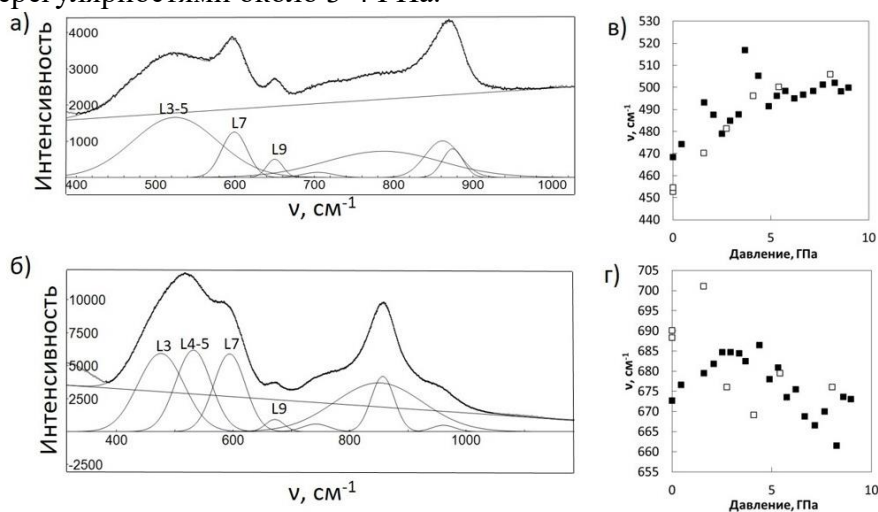 а)
Интенсивность
4000
3000
2000
1000
L3-5
L7
L9
400 500 600 700 800 900 1000
ν, см-1
б)
Интенсивность
10000
7500
5000
2500
-2500
L3
L4-5
L7
L9
400 600 800 1000
ν, см-1
в)
ν, см-1
530
520
510
500
490
480
470
460
450
440
0 5 10
Давление, ГПа
г)
ν, см-1
705
700
695
690
685
680
675
670
665
660
655
0 5 10
Давление, ГПа